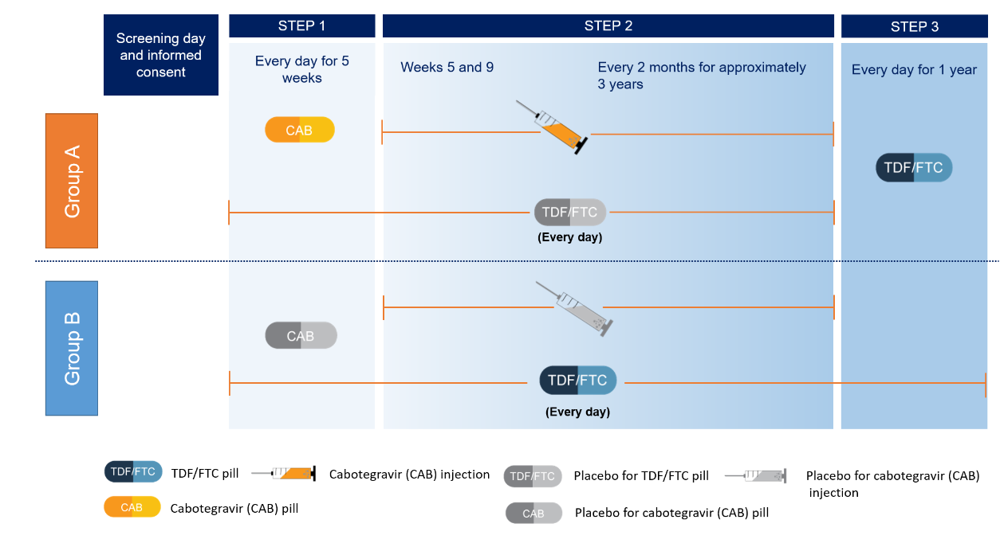 Screening day
and informed
consent
STEP 1
STEP 2
STEP 3
Every day for 5
weeks
Weeks 5 and 9
Every 2 months for approximately
3 years
Every day for 1 year
Group A
CAB
TDF/FTC
TDF/FTC
(Every day)
Group B
CAB
TDF/FTC
(Every day)
TDF/FTC
TDF/FTC pill
Cabotegravir (CAB) injection
TDF/FTC
Placebo for TDF/FTC pill
Placebo for cabotegravir (CAB)
injection
CAB
Cabotegravir (CAB) pill
CAB
Placebo for cabotegravir (CAB) pill